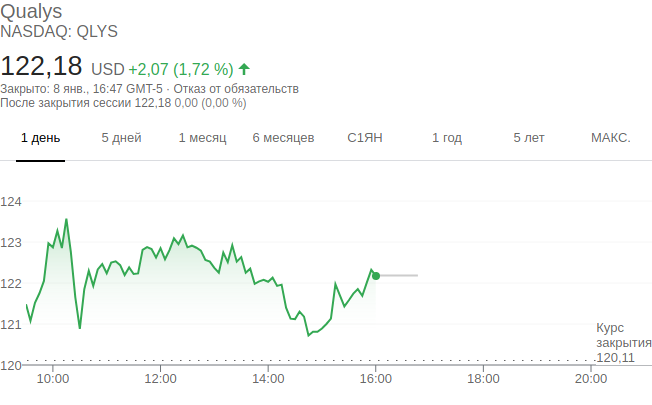 Qualys
NASDAQ: QLYS
122,18 USD +2,07 (1,72 %)
Закрыто: 8 янв., 16:47 GMT-5 · Отказ от обязательств
После закрытия сессии 122,18 0,00 (0,00 %)
1 день 5 дней 1 месяц 6 месяцев С1ЯН 1 год 5 лет МАКС.
124
123
122
121
Курс
закрытия
120,11
120
10:00 12:00 14:00 16:00 18:00 20:00